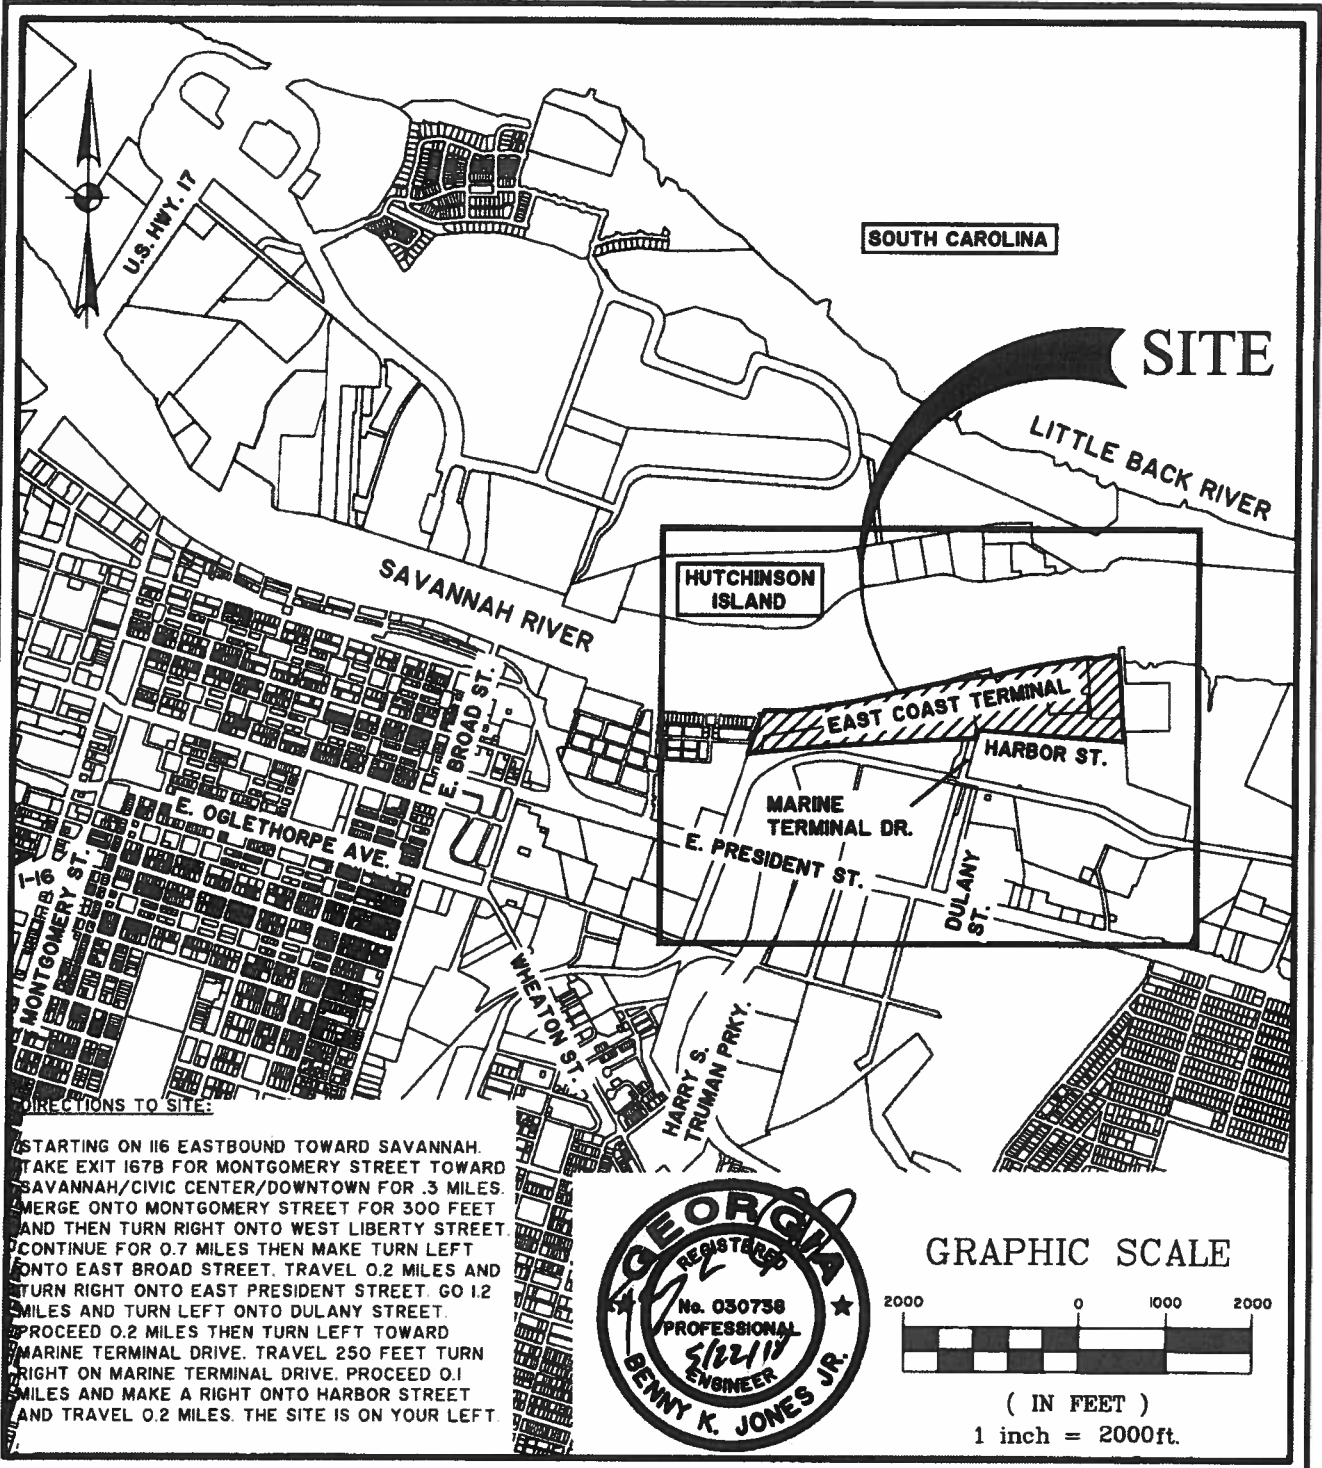 U.S. HWY. 17
SOUTH CAROLINA
SITE
LITTLE BACK RIVER
SAVANNAH RIVER
HUTCHINSON
ISLAND
EAST COAST TERMINAL
HARBOR ST.
MARINE
TERMINAL DR.
E. BROAD ST.
E. OGLETHORPE AVE.
E. PRESIDENT ST.
DULANY
ST.
I-16
MONTGOMERY ST.
WHEATON ST.
HARRY S.
TRUMAN PRKY.
DIRECTIONS TO SITE:
STARTING ON I16 EASTBOUND TOWARD SAVANNAH.
TAKE EXIT 167B FOR MONTGOMERY STREET TOWARD
SAVANNAH/CIVIC CENTER/DOWNTOWN FOR .3 MILES.
MERGE ONTO MONTGOMERY STREET FOR 300 FEET
AND THEN TURN RIGHT ONTO WEST LIBERTY STREET.
CONTINUE FOR 0.7 MILES THEN MAKE TURN LEFT
ONTO EAST BROAD STREET. TRAVEL 0.2 MILES AND
TURN RIGHT ONTO EAST PRESIDENT STREET. GO 1.2
MILES AND TURN LEFT ONTO DULANY STREET.
PROCEED 0.2 MILES THEN TURN LEFT TOWARD
MARINE TERMINAL DRIVE. TRAVEL 250 FEET TURN
RIGHT ON MARINE TERMINAL DRIVE. PROCEED 0.1
MILES AND MAKE A RIGHT ONTO HARBOR STREET
AND TRAVEL 0.2 MILES. THE SITE IS ON YOUR LEFT.
GEORGIA
REGISTERED
No. 030738
PROFESSIONAL
5/22/18
ENGINEER
BENNY K. JONES JR.
GRAPHIC SCALE
2000 0 1000 2000
( IN FEET )
1 inch = 2000ft.